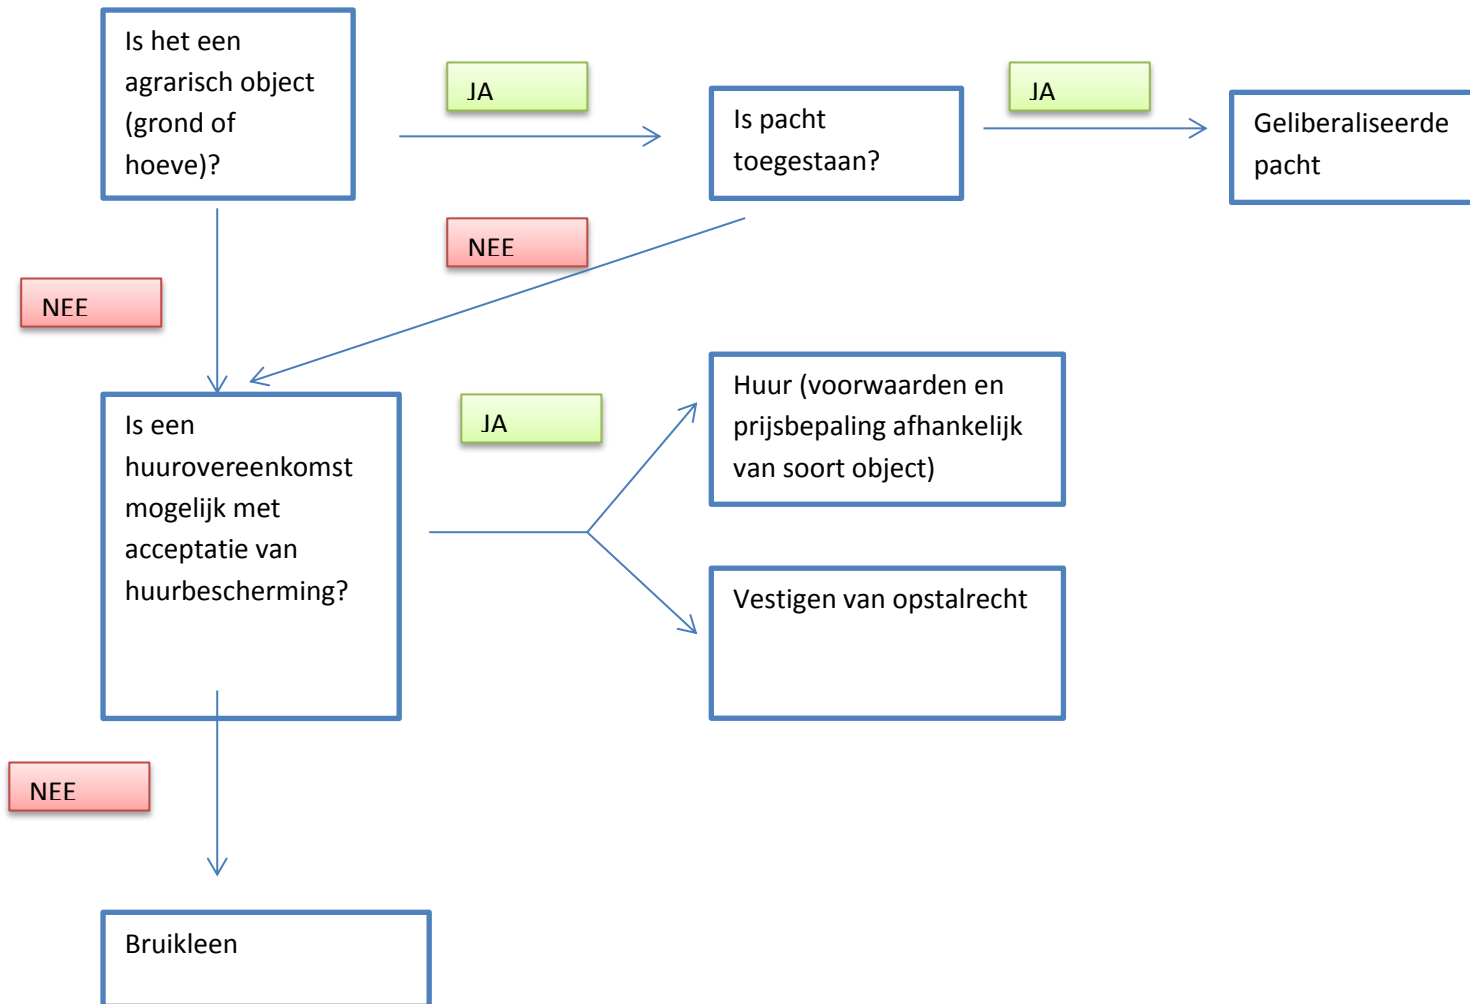 Is het een
agrarisch object
(grond of
hoeve)?
JA
Is pacht
toegestaan?
JA
Geliberaliseerde
pacht
NEE
NEE
Is een
huurovereenkomst
mogelijk met
acceptatie van
huurbescherming?
JA
Huur (voorwaarden en
prijsbepaling afhankelijk
van soort object)
Vestigen van opstalrecht
NEE
Bruikleen